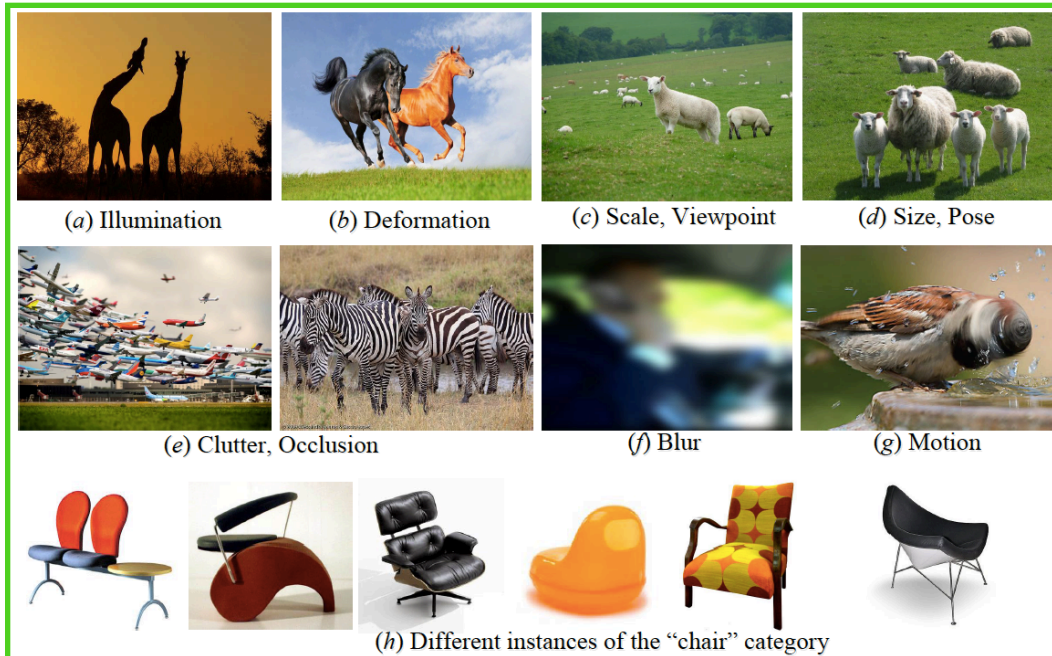 (a) Illumination
(b) Deformation
(c) Scale, Viewpoint
(d) Size, Pose
(e) Clutter, Occlusion
(f) Blur
(g) Motion
(h) Different instances of the “chair” category